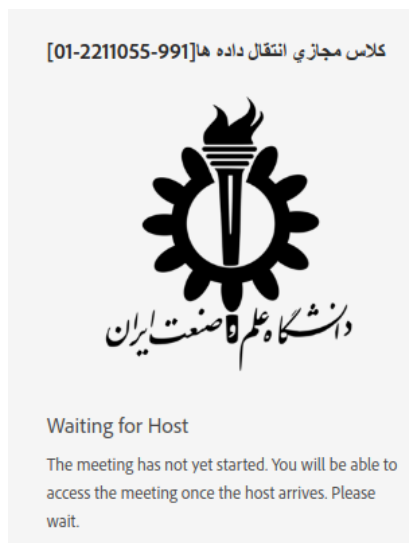 كلاس مجازي انتقال داده ها[01-2211055-991]
دانشگاه علم و صنعت ایران
Waiting for Host
The meeting has not yet started. You will be able to
access the meeting once the host arrives. Please
wait.